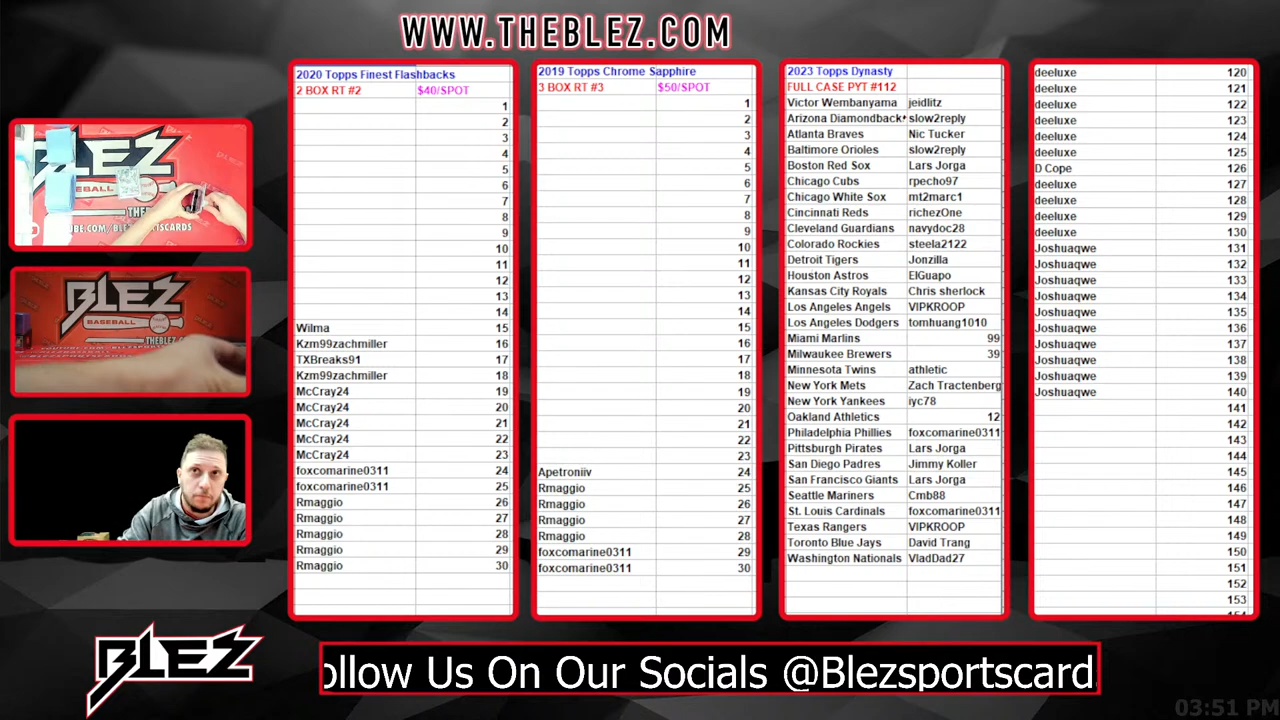 WWW.THEBLEZ.COM
BLEZ
BASEBALL
BLEZ
BASEBALL
THEBLEZ.
2020 Topps Finest Flashbacks
2 BOX RT #2 $40/SPOT
1
2
3
4
5
6
7
8
9
10
11
12
13
14
Wilma 15
Kzm99zachmiller 16
TXBreaks91 17
Kzm99zachmiller 18
McCray24 19
McCray24 20
McCray24 21
McCray24 22
McCray24 23
foxcomarine0311 24
foxcomarine0311 25
Rmaggio 26
Rmaggio 27
Rmaggio 28
Rmaggio 29
Rmaggio 30
2019 Topps Chrome Sapphire
3 BOX RT #3 $50/SPOT
1
2
3
4
5
6
7
8
9
10
11
12
13
14
15
16
17
18
19
20
21
22
23
Apetroniiv 24
Rmaggio 25
Rmaggio 26
Rmaggio 27
Rmaggio 28
foxcomarine0311 29
foxcomarine0311 30
2023 Topps Dynasty
FULL CASE PYT #112
Victor Wembanyama jeidlitz
Arizona Diamondback slow2reply
Atlanta Braves Nic Tucker
Baltimore Orioles slow2reply
Boston Red Sox Lars Jorga
Chicago Cubs rpecho97
Chicago White Sox mt2marc1
Cincinnati Reds richezOne
Cleveland Guardians navydoc28
Colorado Rockies steela2122
Detroit Tigers Jonzilla
Houston Astros ElGuapo
Kansas City Royals Chris sherlock
Los Angeles Angels VIPKROOP
Los Angeles Dodgers tomhuang1010
Miami Marlins 99
Milwaukee Brewers 39
Minnesota Twins athletic
New York Mets Zach Tractenberg
New York Yankees iyc78
Oakland Athletics 12
Philadelphia Phillies foxcomarine0311
Pittsburgh Pirates Lars Jorga
San Diego Padres Jimmy Koller
San Francisco Giants Lars Jorga
Seattle Mariners Cmb88
St. Louis Cardinals foxcomarine0311
Texas Rangers VIPKROOP
Toronto Blue Jays David Trang
Washington Nationals VladDad27
deeluxe 120
deeluxe 121
deeluxe 122
deeluxe 123
deeluxe 124
deeluxe 125
D Cope 126
deeluxe 127
deeluxe 128
deeluxe 129
deeluxe 130
Joshuaqwe 131
Joshuaqwe 132
Joshuaqwe 133
Joshuaqwe 134
Joshuaqwe 135
Joshuaqwe 136
Joshuaqwe 137
Joshuaqwe 138
Joshuaqwe 139
Joshuaqwe 140
141
142
143
144
145
146
147
148
149
150
151
152
153
BLEZ
ollow Us On Our Socials @Blezsportscard
03:51 PM